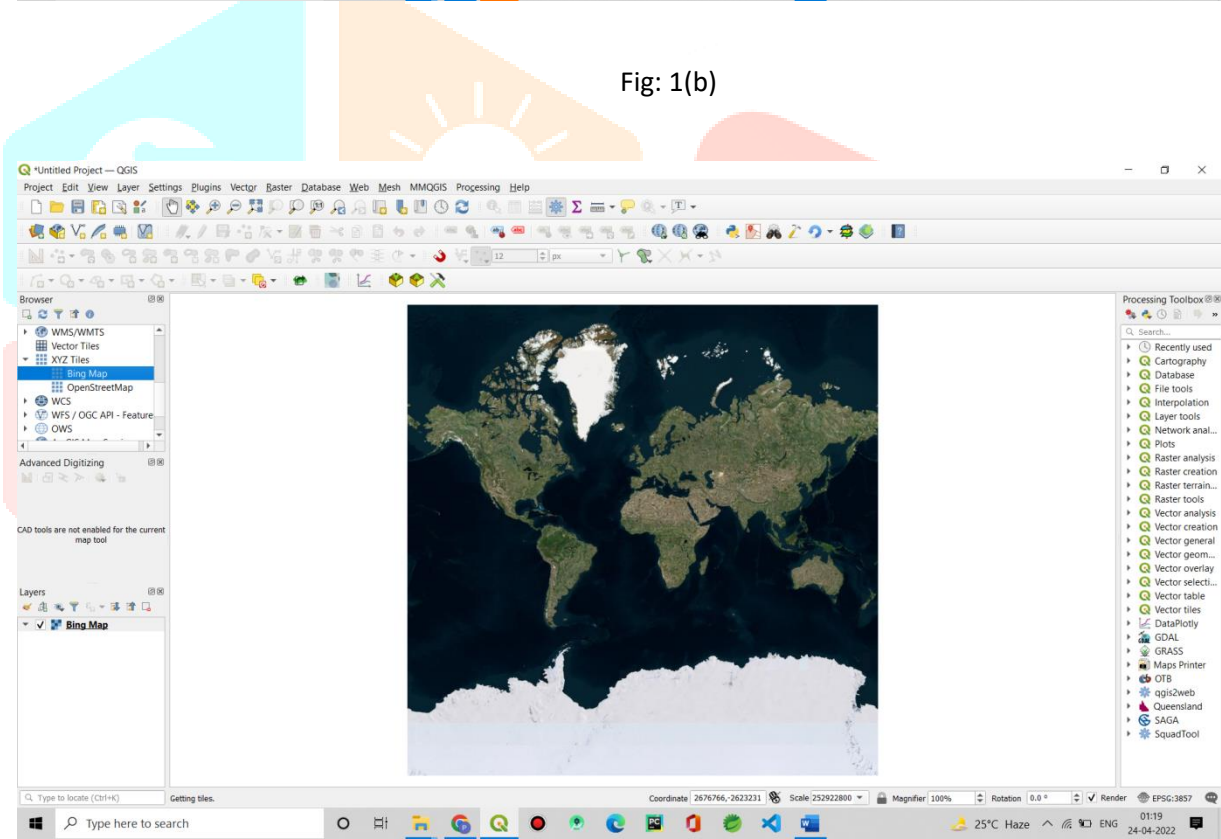 Fig: 1(b)
*Untitled Project — QGIS
Project Edit View Layer Settings Plugins Vector Raster Database Web Mesh MMQGIS Processing Help
12 px
Browser
WMS/WMTS
Vector Tiles
XYZ Tiles
Bing Map
OpenStreetMap
WCS
WFS / OGC API - Feature
OWS
Advanced Digitizing
CAD tools are not enabled for the current
map tool
Layers
Bing Map
Processing Toolbox
Search...
Recently used
Cartography
Database
File tools
Interpolation
Layer tools
Network anal...
Plots
Raster analysis
Raster creation
Raster terrain...
Raster tools
Vector analysis
Vector creation
Vector general
Vector geom...
Vector overlay
Vector selecti...
Vector table
Vector tiles
DataPlotly
GDAL
GRASS
Maps Printer
OTB
qgis2web
Queensland
SAGA
SquadTool
Type to locate (Ctrl+K) Getting tiles. Coordinate 2676766,-2623231 Scale 252922800 Magnifier 100% Rotation 0.0 ° Render EPSG:3857
Type here to search 25°C Haze ENG 01:19
24-04-2022